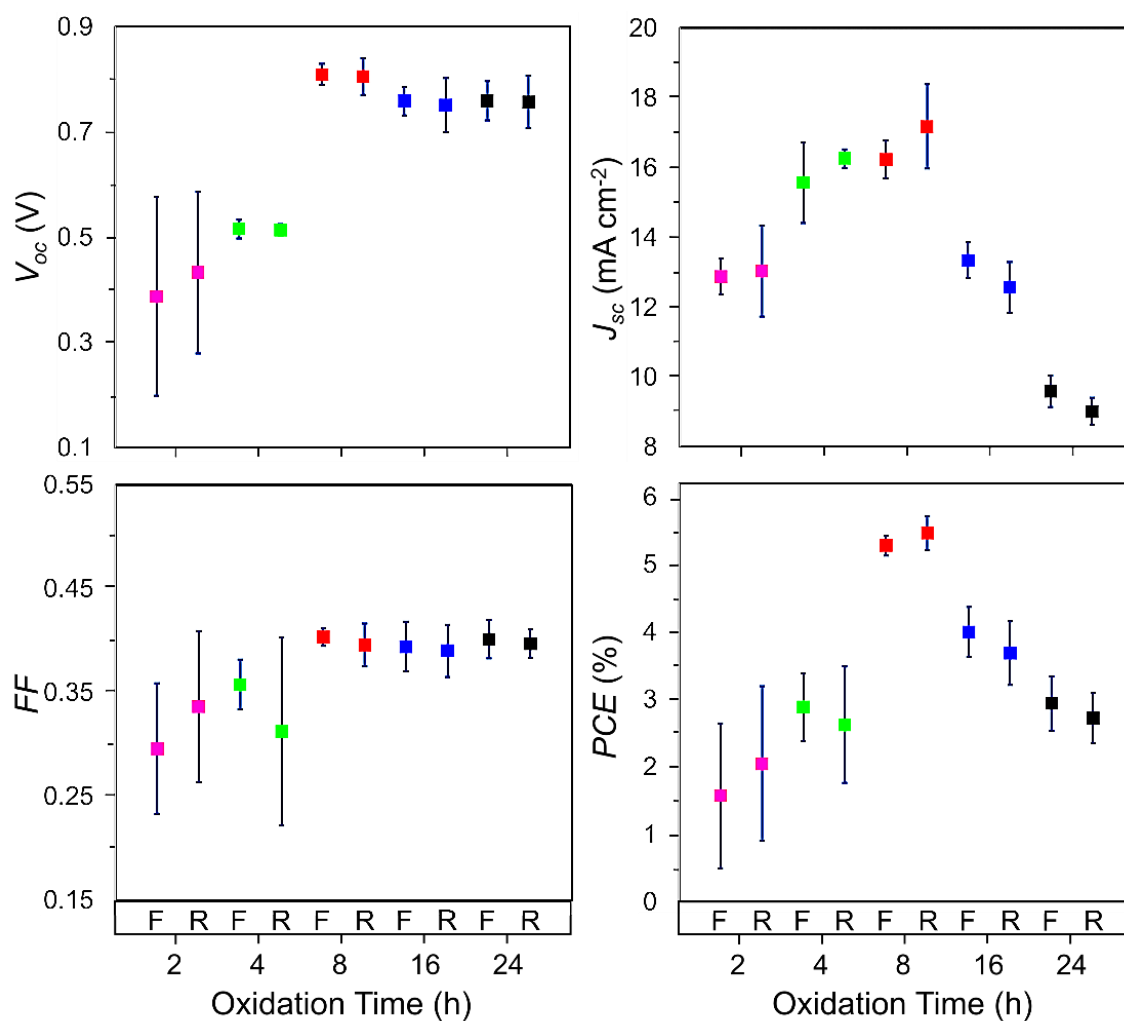 V_oc (V)
0.9
0.7
0.5
0.3
0.1
J_sc (mA cm⁻²)
20
18
16
14
12
10
8
FF
0.55
0.45
0.35
0.25
0.15
F R F R F R F R F R
2 4 8 16 24
Oxidation Time (h)
PCE (%)
6
5
4
3
2
1
0
F R F R F R F R F R
2 4 8 16 24
Oxidation Time (h)